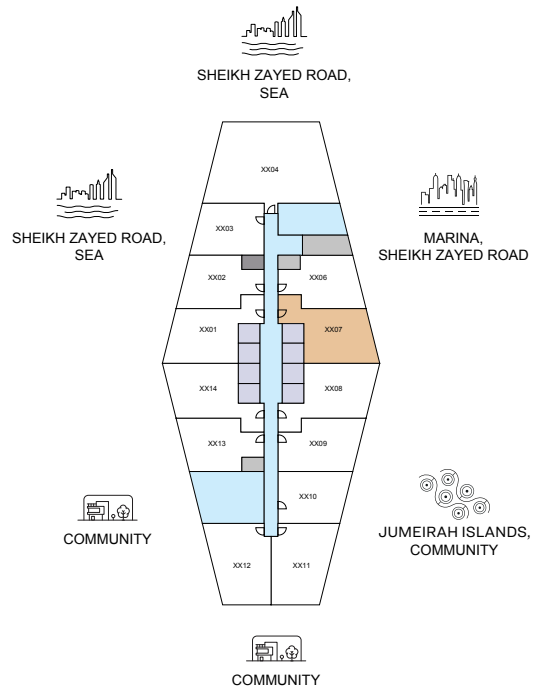 SHEIKH ZAYED ROAD,
SEA
XX04
SHEIKH ZAYED ROAD,
SEA
XX03
MARINA,
SHEIKH ZAYED ROAD
XX02
XX06
XX01
XX07
XX14
XX08
XX13
XX09
XX10
COMMUNITY
JUMEIRAH ISLANDS,
COMMUNITY
XX12
XX11
COMMUNITY